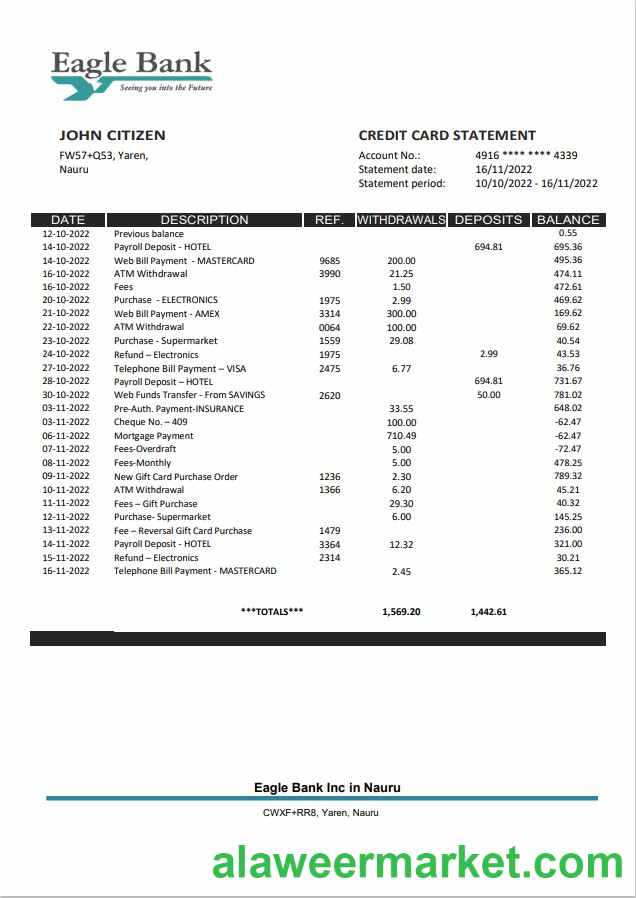 Eagle Bank
Seeing you into the Future
JOHN CITIZEN
FW57+Q53, Yaren,
Nauru
CREDIT CARD STATEMENT
Account No.: 4916 **** **** 4339
Statement date: 16/11/2022
Statement period: 10/10/2022 - 16/11/2022
DATE DESCRIPTION REF. WITHDRAWALS DEPOSITS BALANCE
12-10-2022 Previous balance 0.55
14-10-2022 Payroll Deposit - HOTEL 694.81 695.36
14-10-2022 Web Bill Payment - MASTERCARD 9685 200.00 495.36
16-10-2022 ATM Withdrawal 3990 21.25 474.11
16-10-2022 Fees 1.50 472.61
20-10-2022 Purchase - ELECTRONICS 1975 2.99 469.62
21-10-2022 Web Bill Payment - AMEX 3314 300.00 169.62
22-10-2022 ATM Withdrawal 0064 100.00 69.62
23-10-2022 Purchase - Supermarket 1559 29.08 40.54
24-10-2022 Refund – Electronics 1975 2.99 43.53
27-10-2022 Telephone Bill Payment – VISA 2475 6.77 36.76
28-10-2022 Payroll Deposit – HOTEL 694.81 731.67
30-10-2022 Web Funds Transfer - From SAVINGS 2620 50.00 781.02
03-11-2022 Pre-Auth. Payment-INSURANCE 33.55 648.02
03-11-2022 Cheque No. – 409 100.00 -62.47
06-11-2022 Mortgage Payment 710.49 -62.47
07-11-2022 Fees-Overdraft 5.00 -72.47
08-11-2022 Fees-Monthly 5.00 478.25
09-11-2022 New Gift Card Purchase Order 1236 2.30 789.32
10-11-2022 ATM Withdrawal 1366 6.20 45.21
11-11-2022 Fees – Gift Purchase 29.30 40.32
12-11-2022 Purchase- Supermarket 6.00 145.25
13-11-2022 Fee – Reversal Gift Card Purchase 1479 236.00
14-11-2022 Payroll Deposit - HOTEL 3364 12.32 321.00
15-11-2022 Refund – Electronics 2314 30.21
16-11-2022 Telephone Bill Payment - MASTERCARD 2.45 365.12
***TOTALS*** 1,569.20 1,442.61
Eagle Bank Inc in Nauru
CWXF+RR8, Yaren, Nauru
alaweermarket.com